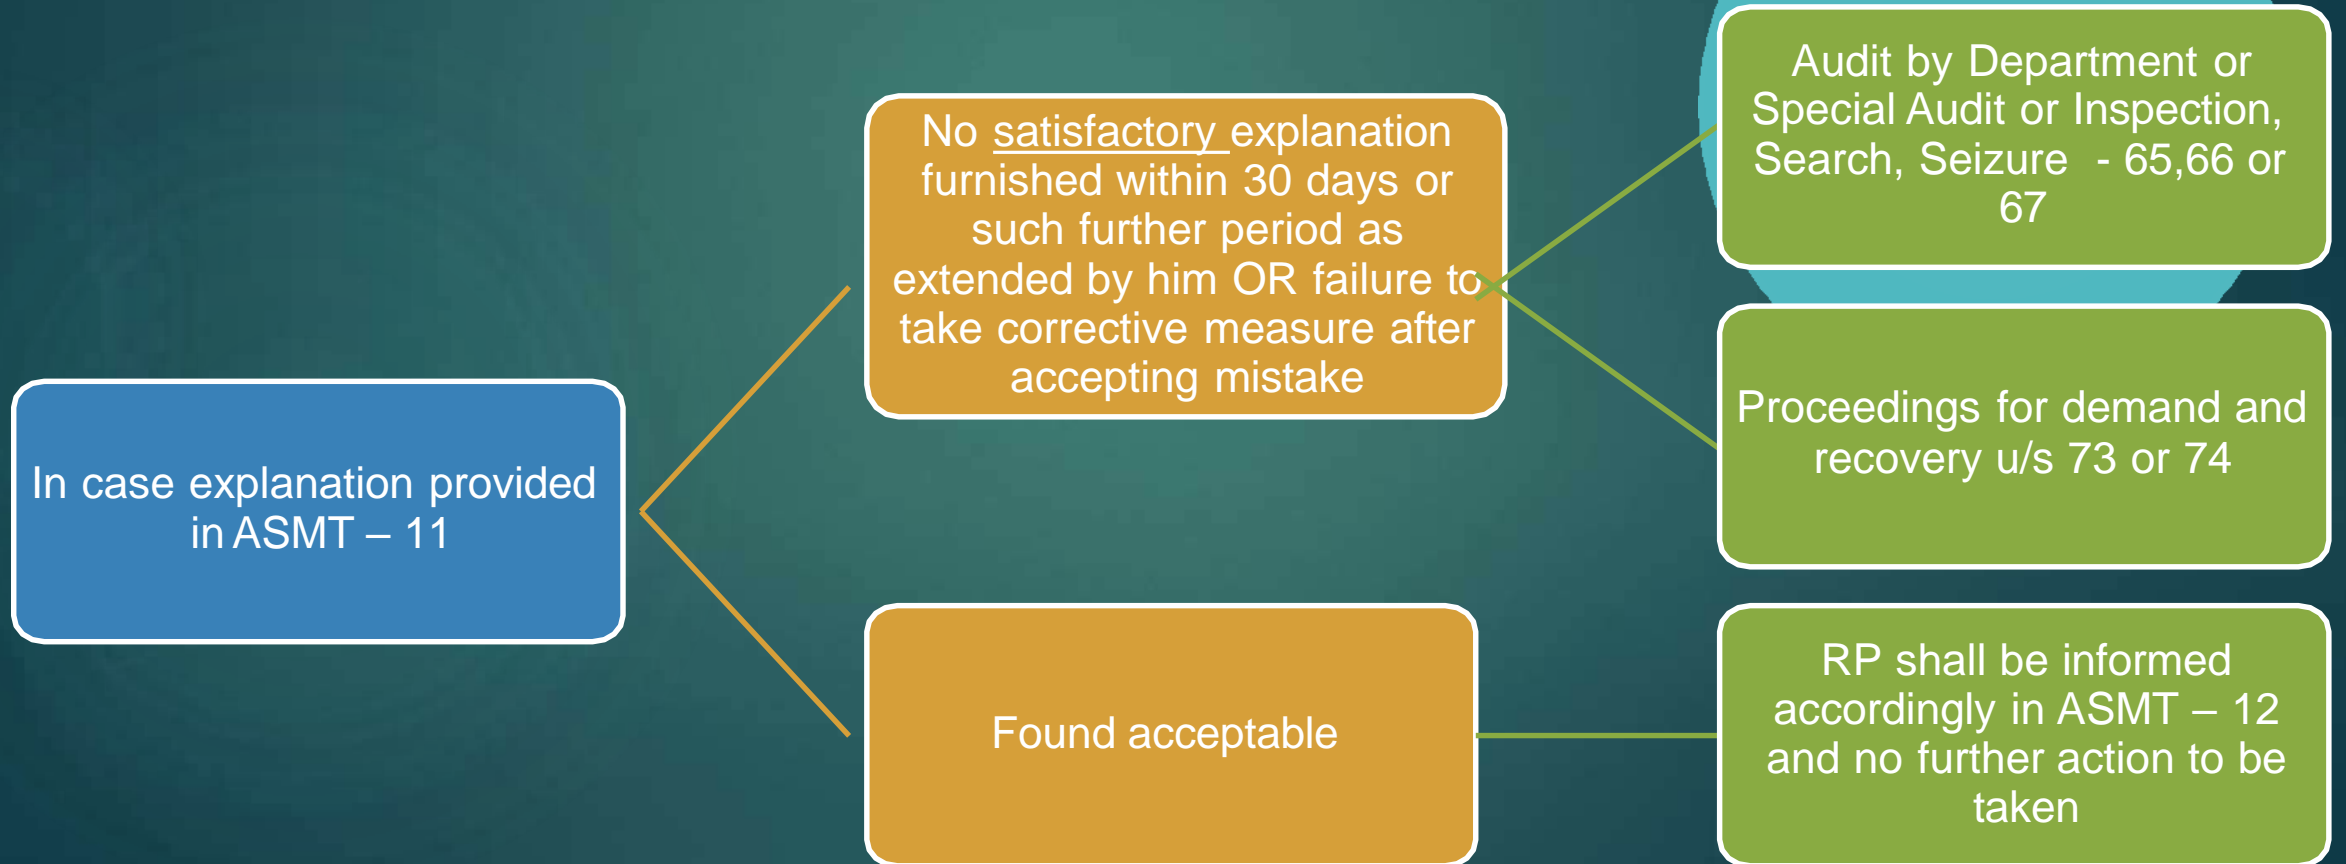 In case explanation provided
in ASMT – 11
No satisfactory explanation
furnished within 30 days or
such further period as
extended by him OR failure to
take corrective measure after
accepting mistake
Found acceptable
Audit by Department or
Special Audit or Inspection,
Search, Seizure - 65,66 or
67
Proceedings for demand and
recovery u/s 73 or 74
RP shall be informed
accordingly in ASMT – 12
and no further action to be
taken